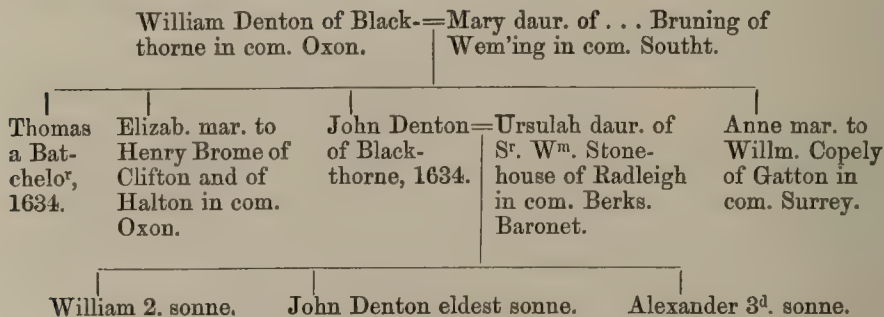 William Denton of Black-=Mary daur. of . . . Bruning of
thorne in com. Oxon. Wem'ing in com. Southt.
Thomas
a Bat-
cheloʳ,
1634.
Elizab. mar. to
Henry Brome of
Clifton and of
Halton in com.
Oxon.
John Denton=Ursulah daur. of
of Black-
thorne, 1634.
Sʳ. Wᵐ. Stone-
house of Radleigh
in com. Berks.
Baronet.
Anne mar. to
Willm. Copely
of Gatton in
com. Surrey.
William 2. sonne. John Denton eldest sonne. Alexander 3ᵈ. sonne.